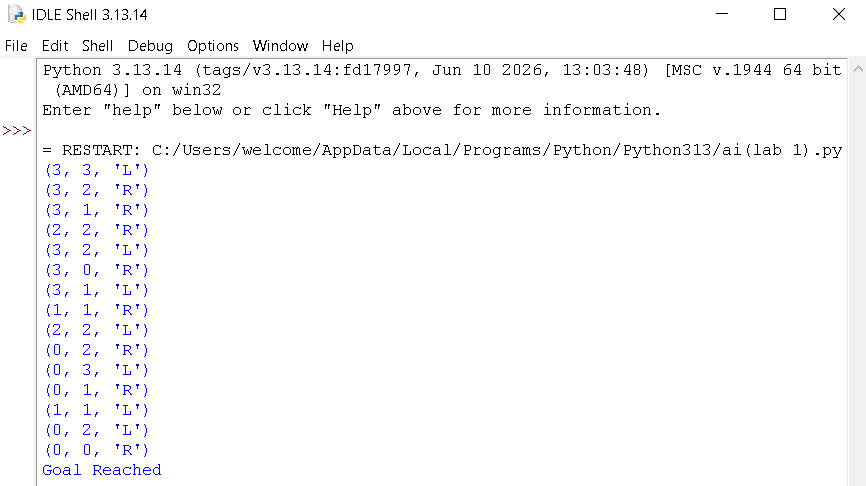 IDLE Shell 3.13.14
File Edit Shell Debug Options Window Help
Python 3.13.14 (tags/v3.13.14:fd17997, Jun 10 2026, 13:03:48) [MSC v.1944 64 bit
(AMD64)] on win32
Enter "help" below or click "Help" above for more information.
>>>
= RESTART: C:/Users/welcome/AppData/Local/Programs/Python/Python313/ai(lab 1).py
(3, 3, 'L')
(3, 2, 'R')
(3, 1, 'R')
(2, 2, 'R')
(3, 2, 'L')
(3, 0, 'R')
(3, 1, 'L')
(1, 1, 'R')
(2, 2, 'L')
(0, 2, 'R')
(0, 3, 'L')
(0, 1, 'R')
(1, 1, 'L')
(0, 2, 'L')
(0, 0, 'R')
Goal Reached